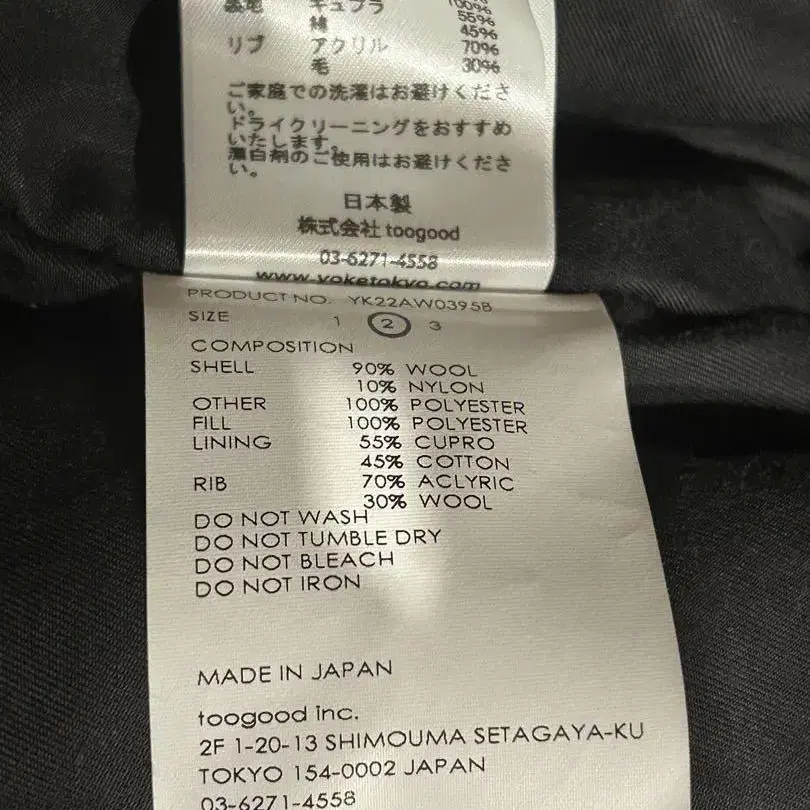 裏地 キュプラ 55%
綿 45%
リブ アクリル 70%
毛 30%
ご家庭での洗濯はお避けくださ
い。
ドライクリーニングをおすすめ
いたします。
漂白剤のご使用はお避けくださ
い。
日本製
株式会社 toogood
03-6271-4558
www.yoketokyo.com
PRODUCT NO. YK22AW0395B
SIZE 1 2 3
COMPOSITION
SHELL 90% WOOL
10% NYLON
OTHER 100% POLYESTER
FILL 100% POLYESTER
LINING 55% CUPRO
45% COTTON
RIB 70% ACLYRIC
30% WOOL
DO NOT WASH
DO NOT TUMBLE DRY
DO NOT BLEACH
DO NOT IRON
MADE IN JAPAN
toogood inc.
2F 1-20-13 SHIMOUMA SETAGAYA-KU
TOKYO 154-0002 JAPAN
03-6271-4558